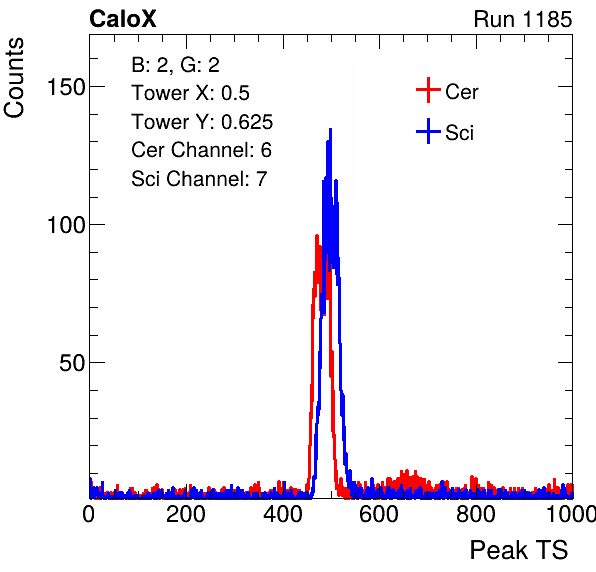 CaloX Run 1185
Counts
B: 2, G: 2
Tower X: 0.5
Tower Y: 0.625
Cer Channel: 6
Sci Channel: 7
Cer
Sci
150
100
50
0 200 400 600 800 1000
Peak TS